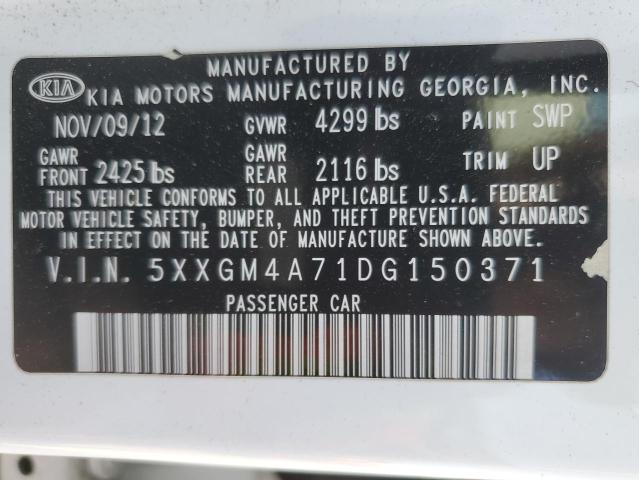 MANUFACTURED BY
KIA KIA MOTORS MANUFACTURING GEORGIA, INC.
NOV/09/12 GVWR 4299 lbs PAINT SWP
GAWR FRONT 2425 lbs GAWR REAR 2116 lbs TRIM UP
THIS VEHICLE CONFORMS TO ALL APPLICABLE U.S.A. FEDERAL
MOTOR VEHICLE SAFETY, BUMPER, AND THEFT PREVENTION STANDARDS
IN EFFECT ON THE DATE OF MANUFACTURE SHOWN ABOVE.
V.I.N. 5XXGM4A71DG150371
PASSENGER CAR